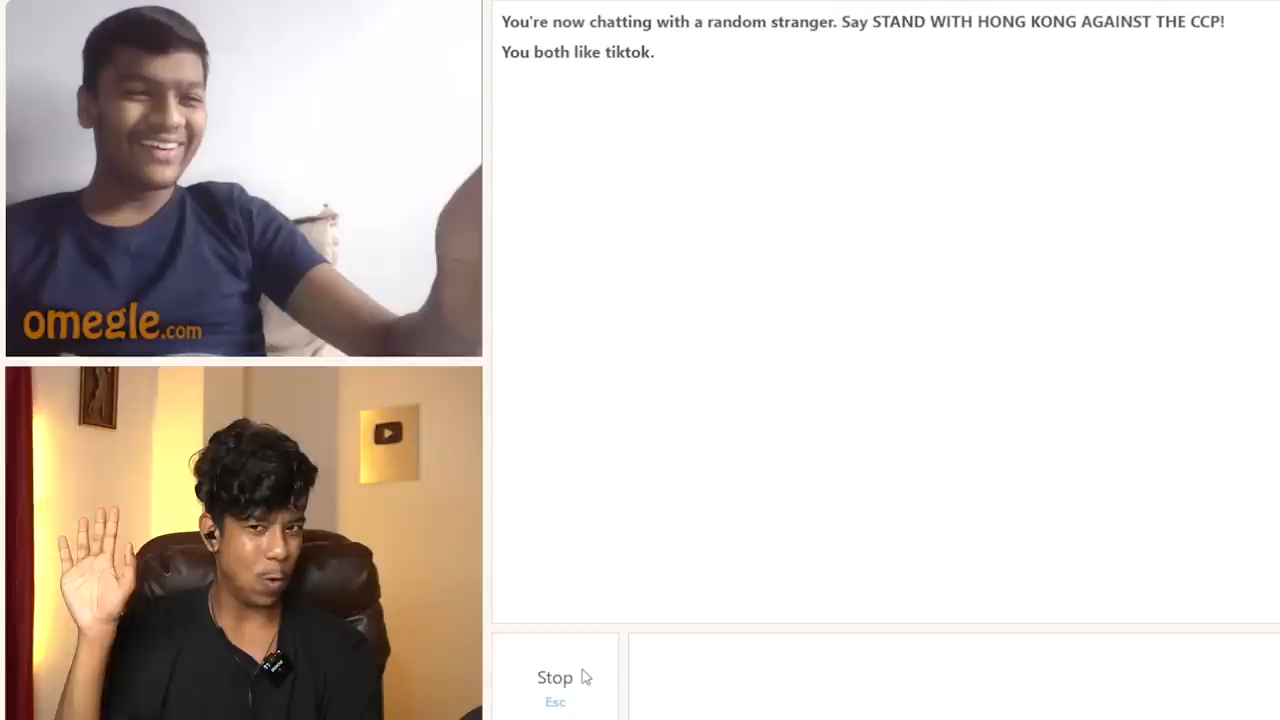 You're now chatting with a random stranger. Say STAND WITH HONG KONG AGAINST THE CCP!
You both like tiktok.
omegle.com
Stop
Esc